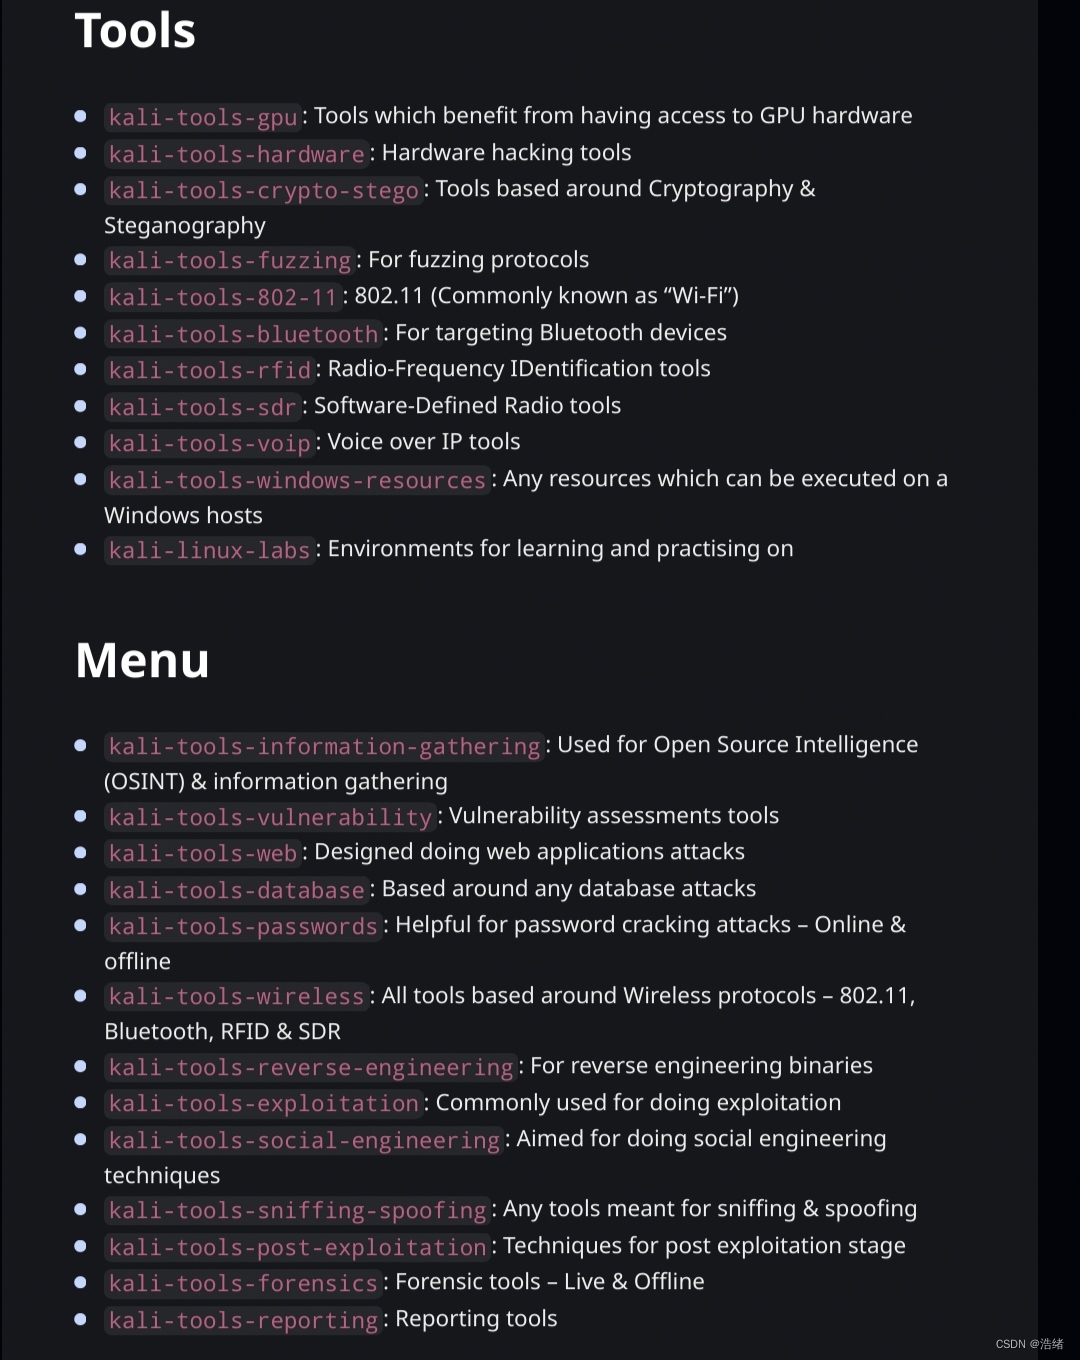 Tools
kali-tools-gpu: Tools which benefit from having access to GPU hardware
kali-tools-hardware: Hardware hacking tools
kali-tools-crypto-stego: Tools based around Cryptography &
Steganography
kali-tools-fuzzing: For fuzzing protocols
kali-tools-802-11: 802.11 (Commonly known as “Wi-Fi”)
kali-tools-bluetooth: For targeting Bluetooth devices
kali-tools-rfid: Radio-Frequency IDentification tools
kali-tools-sdr: Software-Defined Radio tools
kali-tools-voip: Voice over IP tools
kali-tools-windows-resources: Any resources which can be executed on a
Windows hosts
kali-linux-labs: Environments for learning and practising on
Menu
kali-tools-information-gathering: Used for Open Source Intelligence
(OSINT) & information gathering
kali-tools-vulnerability: Vulnerability assessments tools
kali-tools-web: Designed doing web applications attacks
kali-tools-database: Based around any database attacks
kali-tools-passwords: Helpful for password cracking attacks – Online &
offline
kali-tools-wireless: All tools based around Wireless protocols – 802.11,
Bluetooth, RFID & SDR
kali-tools-reverse-engineering: For reverse engineering binaries
kali-tools-exploitation: Commonly used for doing exploitation
kali-tools-social-engineering: Aimed for doing social engineering
techniques
kali-tools-sniffing-spoofing: Any tools meant for sniffing & spoofing
kali-tools-post-exploitation: Techniques for post exploitation stage
kali-tools-forensics: Forensic tools – Live & Offline
kali-tools-reporting: Reporting tools
CSDN @浩绪